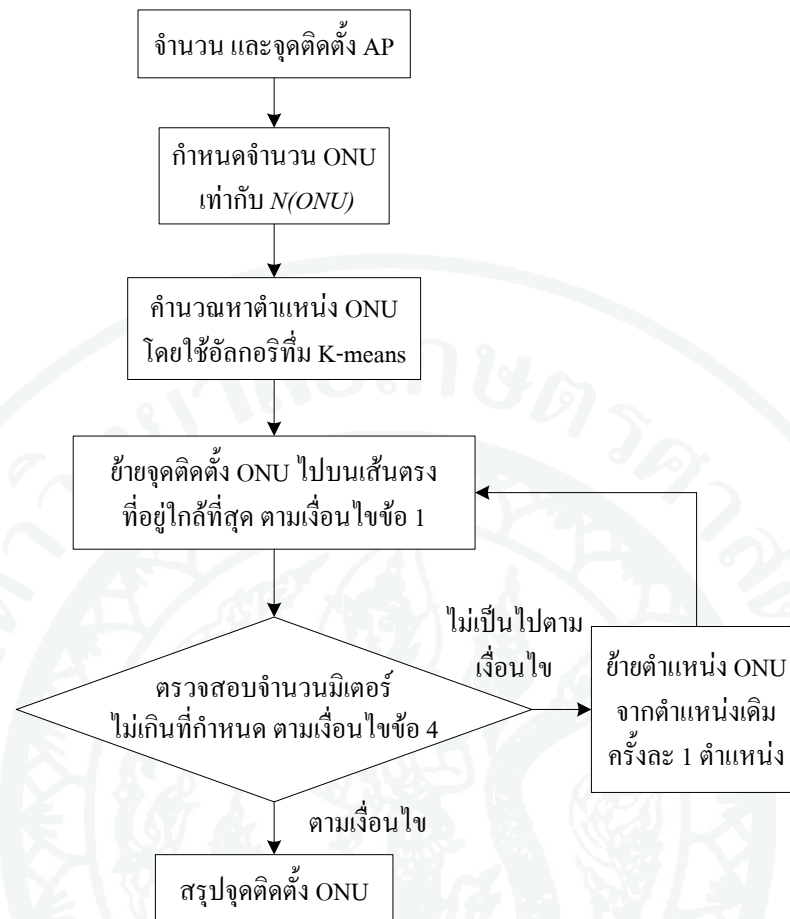 จำนวน และจุดติดตั้ง AP
กำหนดจำนวน ONU
เท่ากับ N(ONU)
คำนวณหาตำแหน่ง ONU
โดยใช้อัลกอริทึ่ม K-means
ย้ายจุดติดตั้ง ONU ไปบนเส้นตรง
ที่อยู่ใกล้ที่สุด ตามเงื่อนไขข้อ 1
ตรวจสอบจำนวนมิเตอร์
ไม่เกินที่กำหนด ตามเงื่อนไขข้อ 4
ไม่เป็นไปตาม
เงื่อนไข
ย้ายตำแหน่ง ONU
จากตำแหน่งเดิม
ครั้งละ 1 ตำแหน่ง
ตามเงื่อนไข
สรุปจุดติดตั้ง ONU